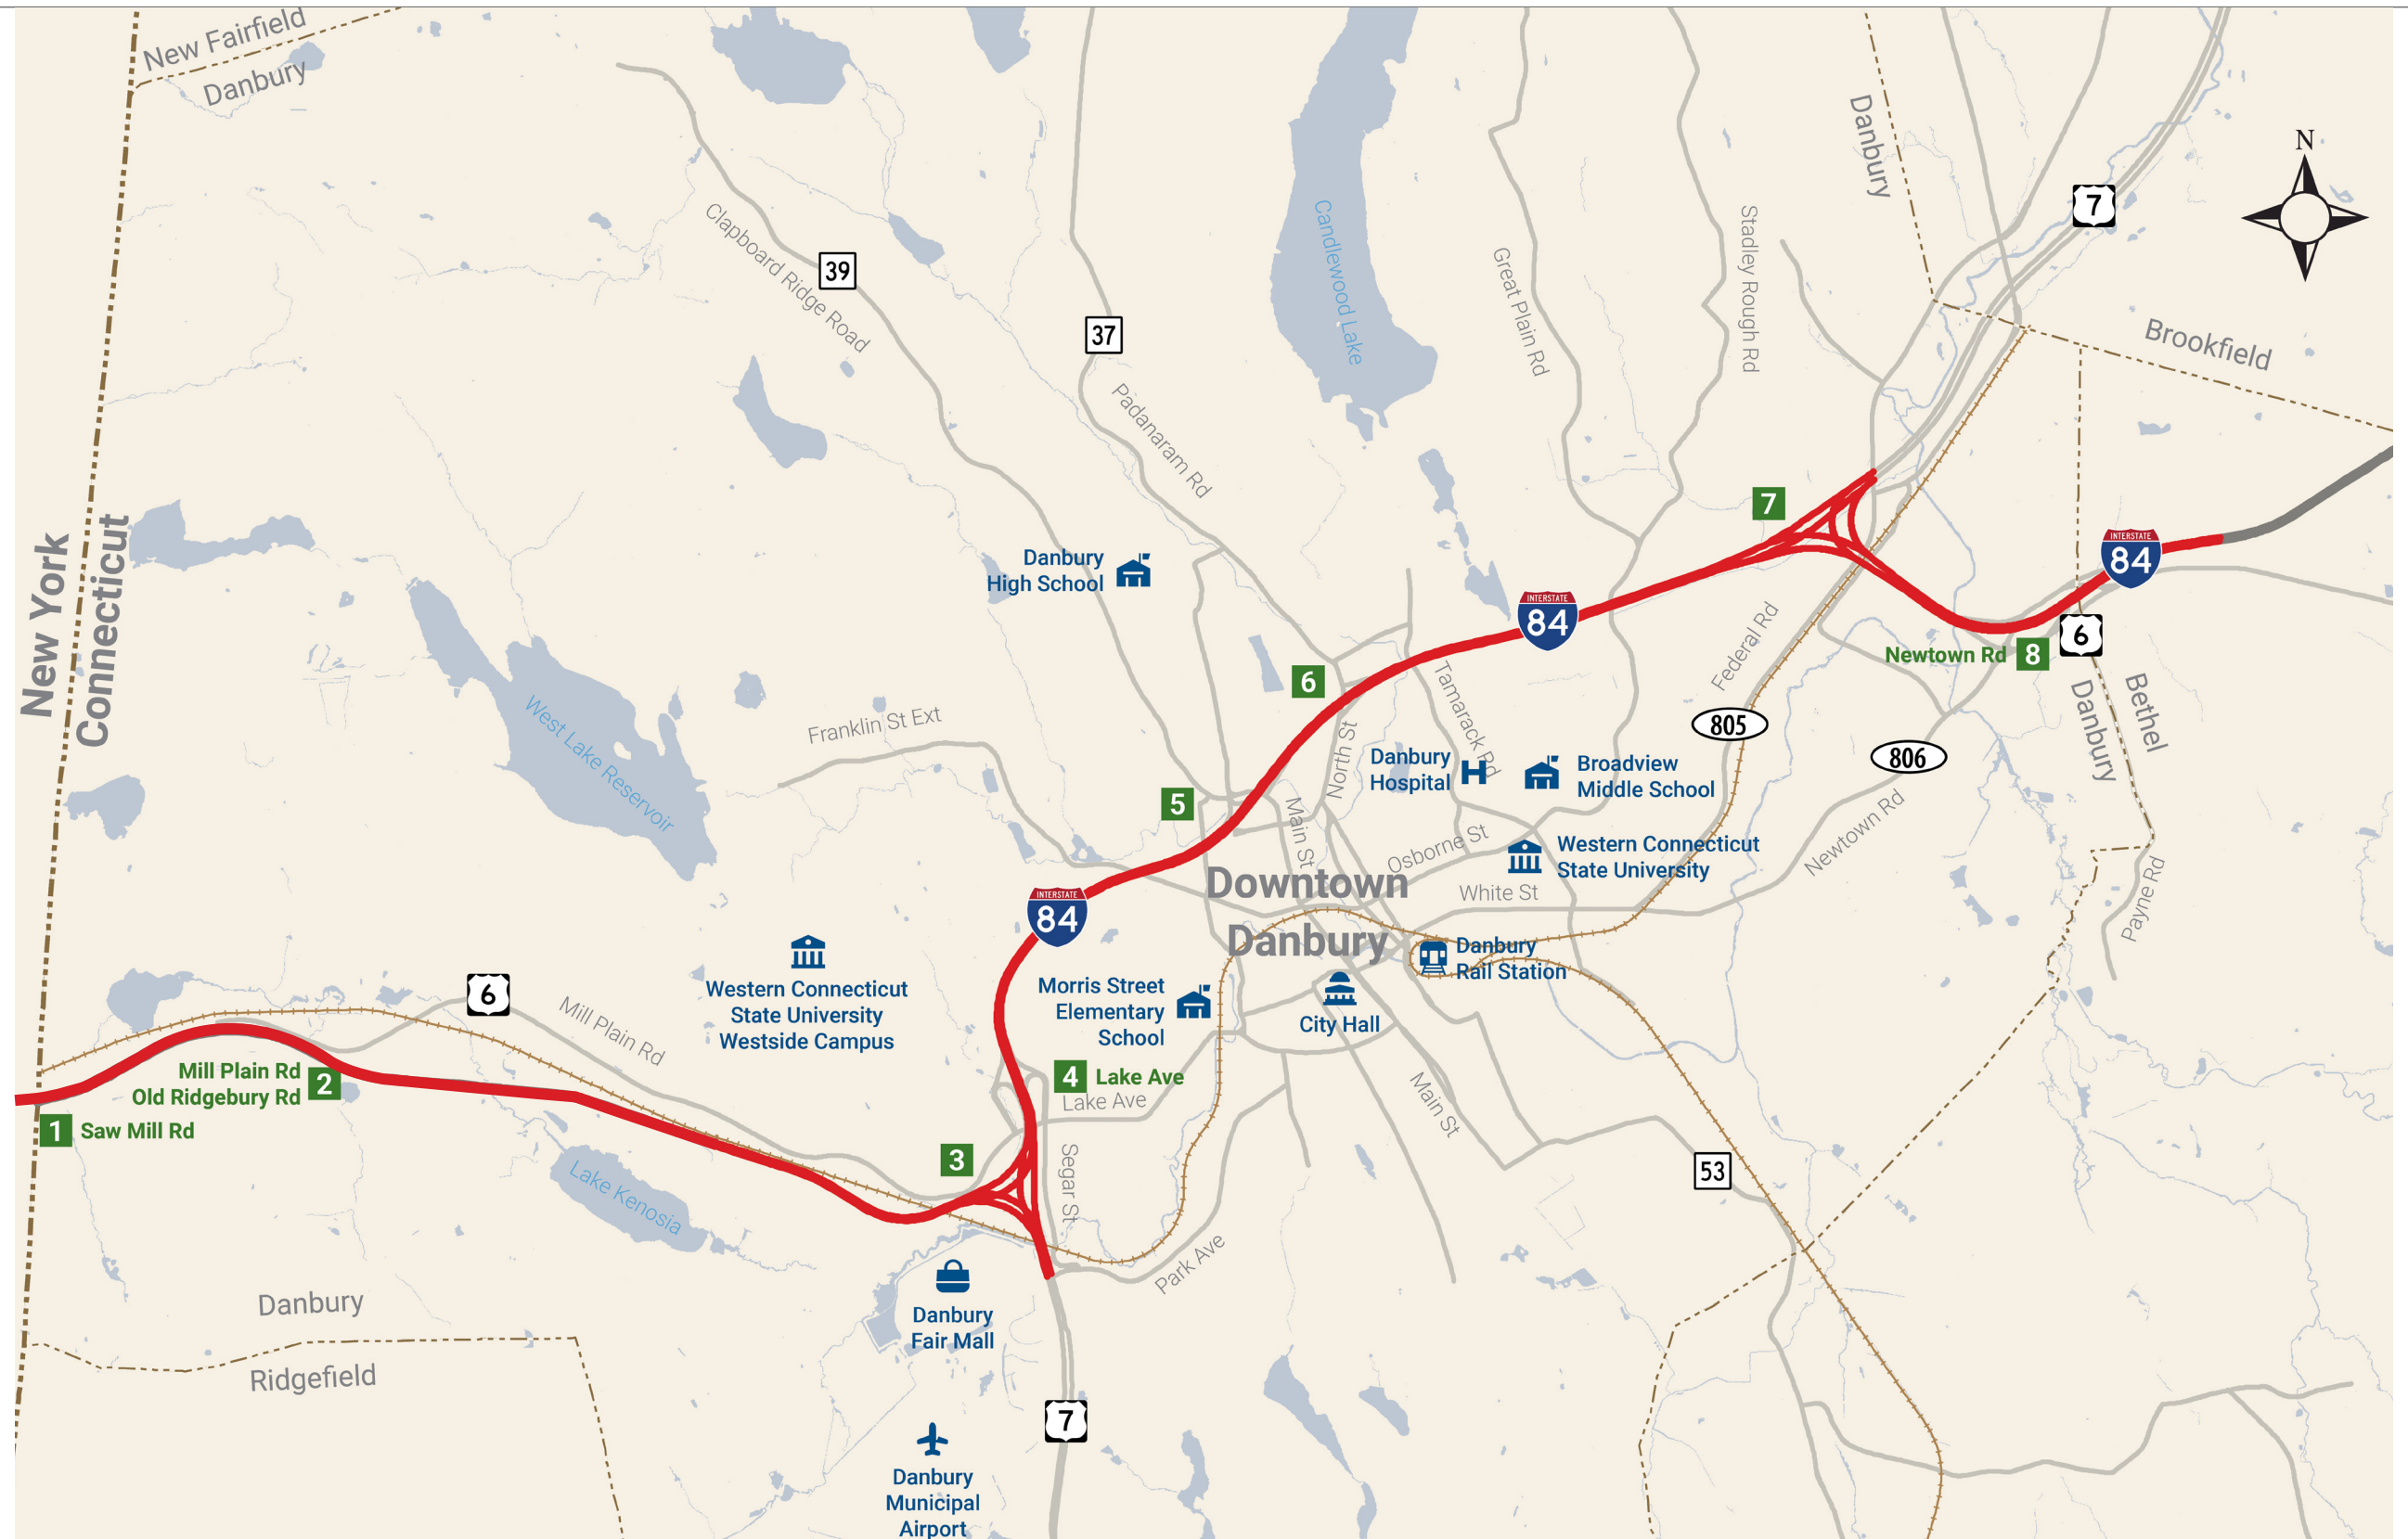 New Fairfield
Danbury
Danbury
7
N
Clapboard Ridge Road
39
Candlewood Lake
Great Plain Rd
Stadley Rough Rd
37
Brookfield
Padanaram Rd
New York
Connecticut
7
Danbury
High School
INTERSTATE
84
INTERSTATE
84
Federal Rd
6
Newtown Rd
8
6
Tamarack Rd
Danbury
Bethel
West Lake Reservoir
Franklin St Ext
North St
805
806
Danbury
Hospital
H
Broadview
Middle School
5
Main St
Osborne St
Newtown Rd
Western Connecticut
State University
Downtown
Danbury
White St
Payne Rd
INTERSTATE
84
Danbury
Rail Station
6
Mill Plain Rd
Western Connecticut
State University
Westside Campus
Morris Street
Elementary
School
City Hall
Mill Plain Rd
Old Ridgebury Rd
2
4
Lake Ave
Lake Ave
Main St
1
Saw Mill Rd
3
Segar St
53
Lake Kenosia
Park Ave
Danbury
Danbury
Fair Mall
Ridgefield
7
Danbury
Municipal
Airport